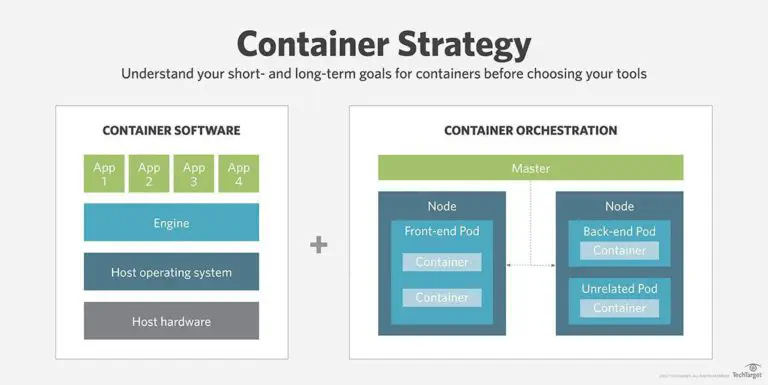 Container Strategy
Understand your short- and long-term goals for containers before choosing your tools
CONTAINER SOFTWARE
App 1
App 2
App 3
App 4
Engine
Host operating system
Host hardware
+
CONTAINER ORCHESTRATION
Master
Node
Front-end Pod
Container
Container
Node
Back-end Pod
Container
Unrelated Pod
Container
TechTarget